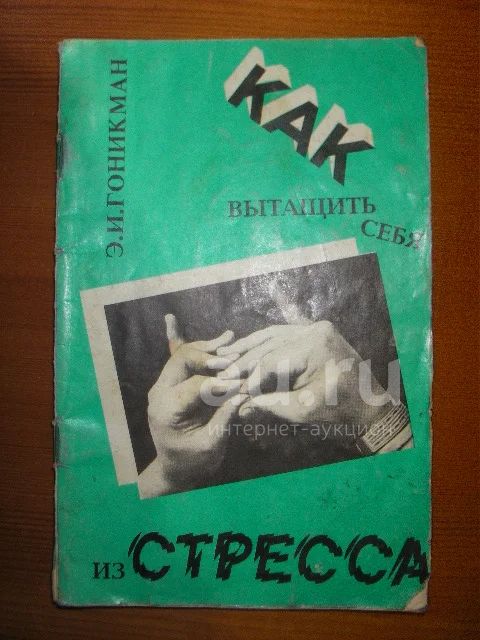 Э.И.ГОНИКМАН
КАК
ВЫТАЩИТЬ
СЕБЯ
au.ru
интернет-аукцион
из СТРЕССА